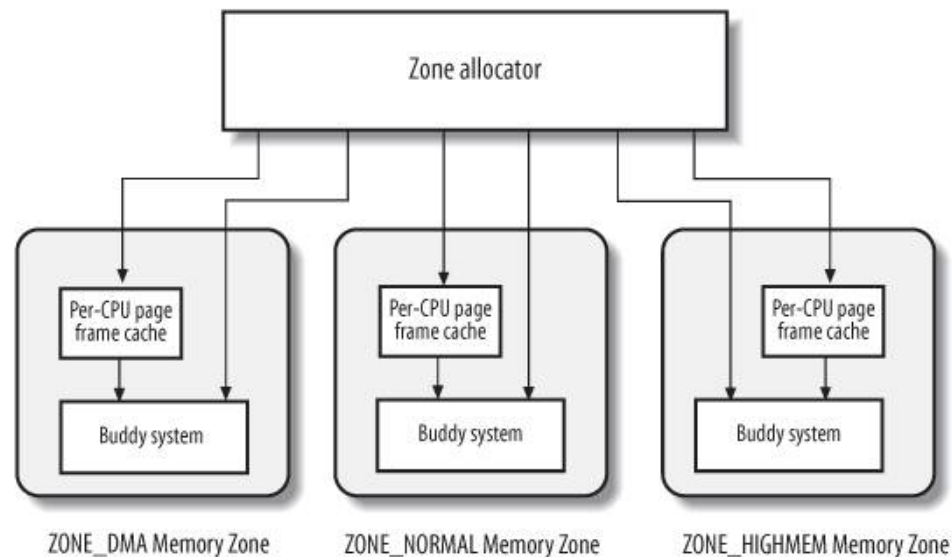 Zone allocator
Per-CPU page
frame cache
Per-CPU page
frame cache
Per-CPU page
frame cache
Buddy system
Buddy system
Buddy system
ZONE_DMA Memory Zone
ZONE_NORMAL Memory Zone
ZONE_HIGHMEM Memory Zone